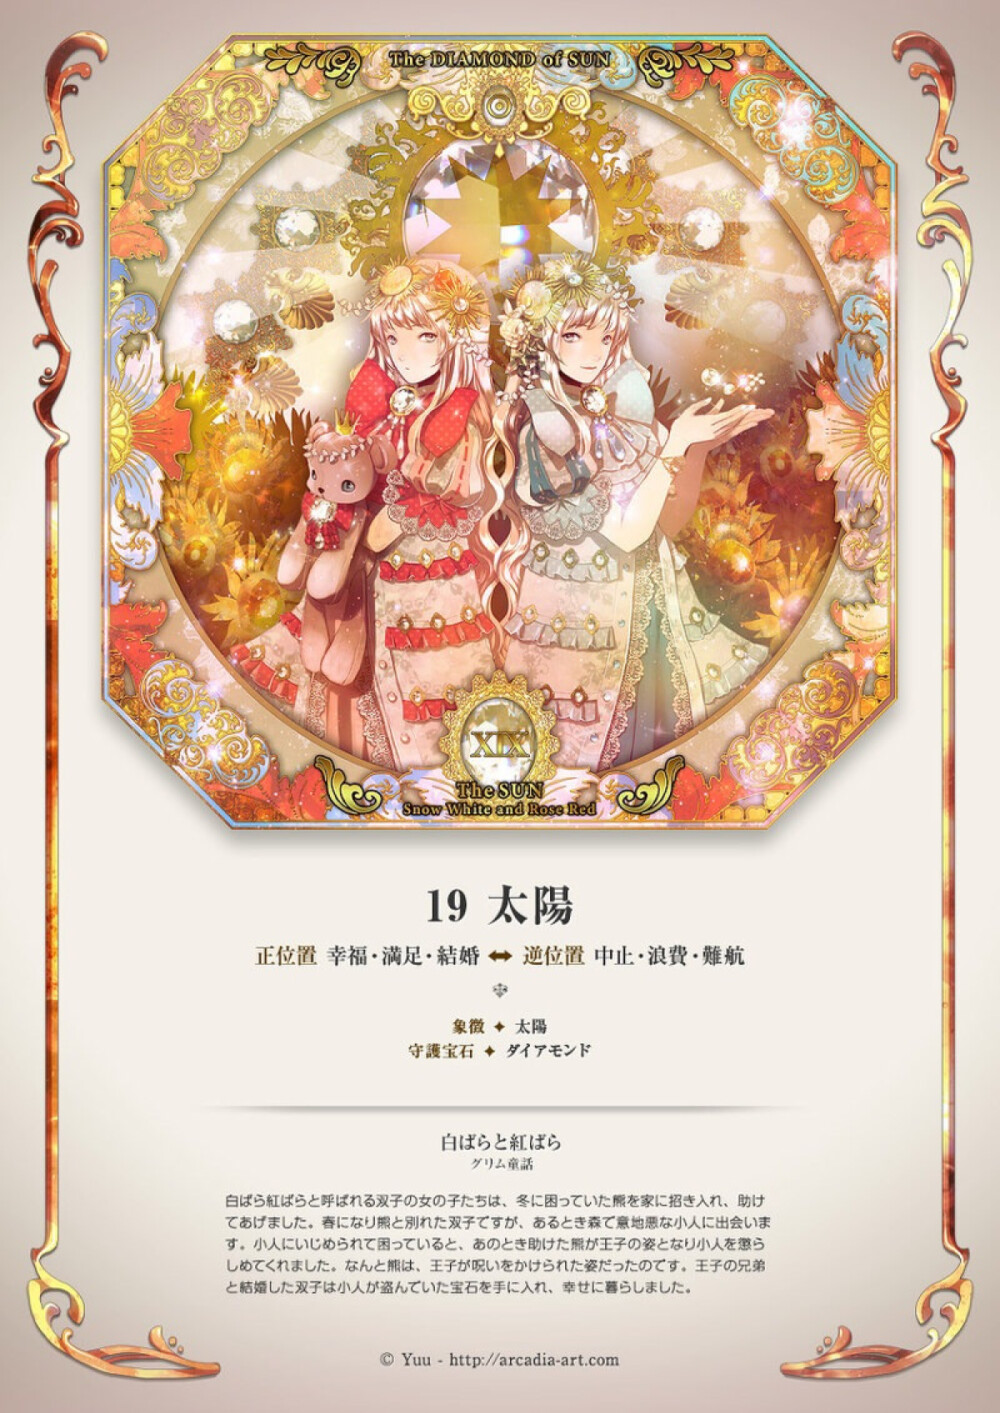 The DIAMOND of SUN
XIX
The SUN
Snow White and Rose Red
19 太陽
正位置 幸福・満足・結婚 ⬌ 逆位置 中止・浪費・難航
象徴 ✦ 太陽
守護宝石 ✦ ダイアモンド
白ばらと紅ばら
グリム童話
白ばら紅ばらと呼ばれる双子の女の子たちは、冬に困っていた熊を家に招き入れ、助け
てあげました。春になり熊と別れた双子ですが、あるとき森で意地悪な小人に出会いま
す。小人にいじめられて困っていると、あのとき助けた熊が王子の姿となり小人を懲ら
しめてくれました。なんと熊は、王子が呪いをかけられた姿だったのです。王子の兄弟
と結婚した双子は小人が盗んでいた宝石を手に入れ、幸せに暮らしました。
© Yuu - http://arcadia-art.com